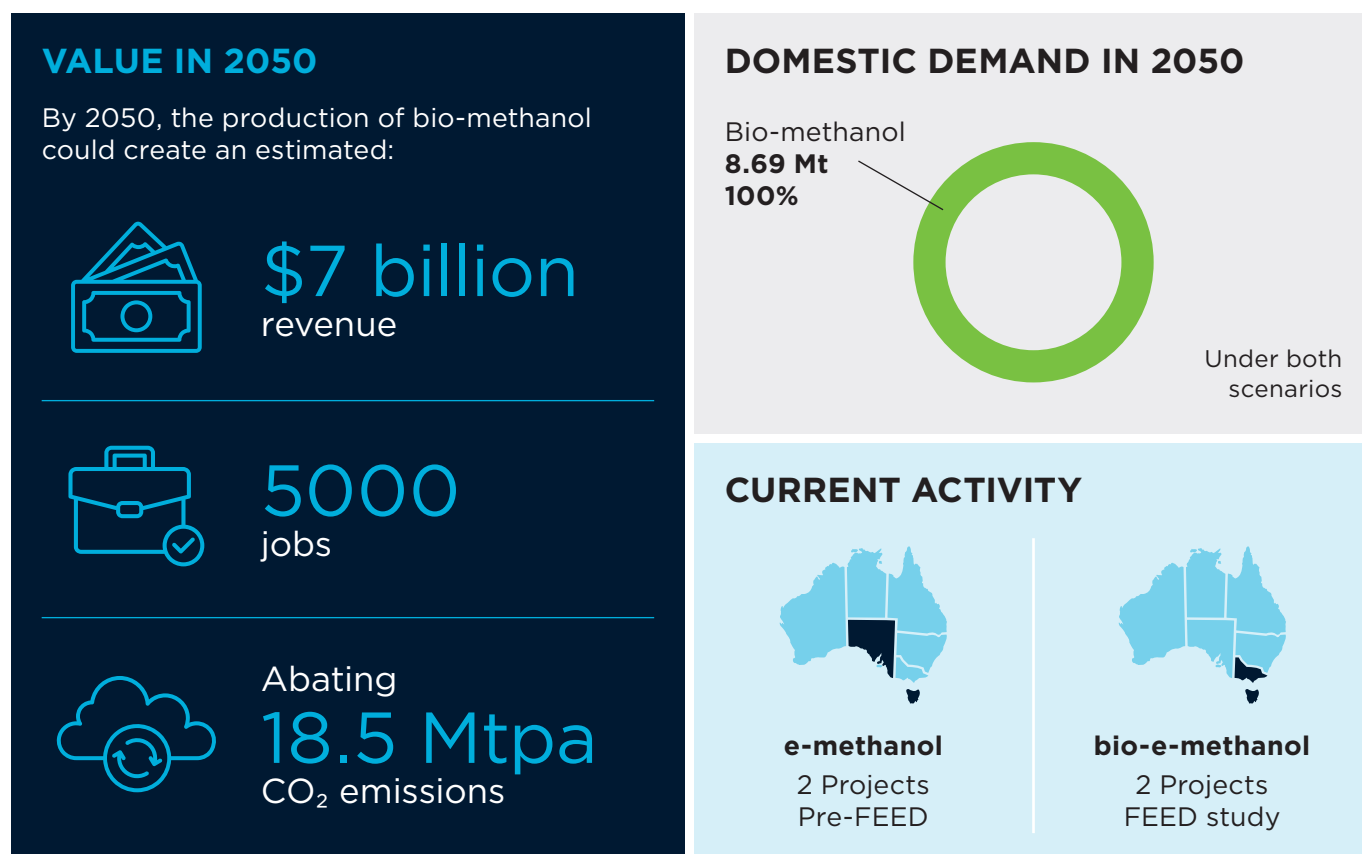 VALUE IN 2050
By 2050, the production of bio-methanol
could create an estimated:
$7 billion
revenue
5000
jobs
Abating
18.5 Mtpa
CO₂ emissions
DOMESTIC DEMAND IN 2050
Bio-methanol
8.69 Mt
100%
Under both
scenarios
CURRENT ACTIVITY
e-methanol
2 Projects
Pre-FEED
bio-e-methanol
2 Projects
FEED study